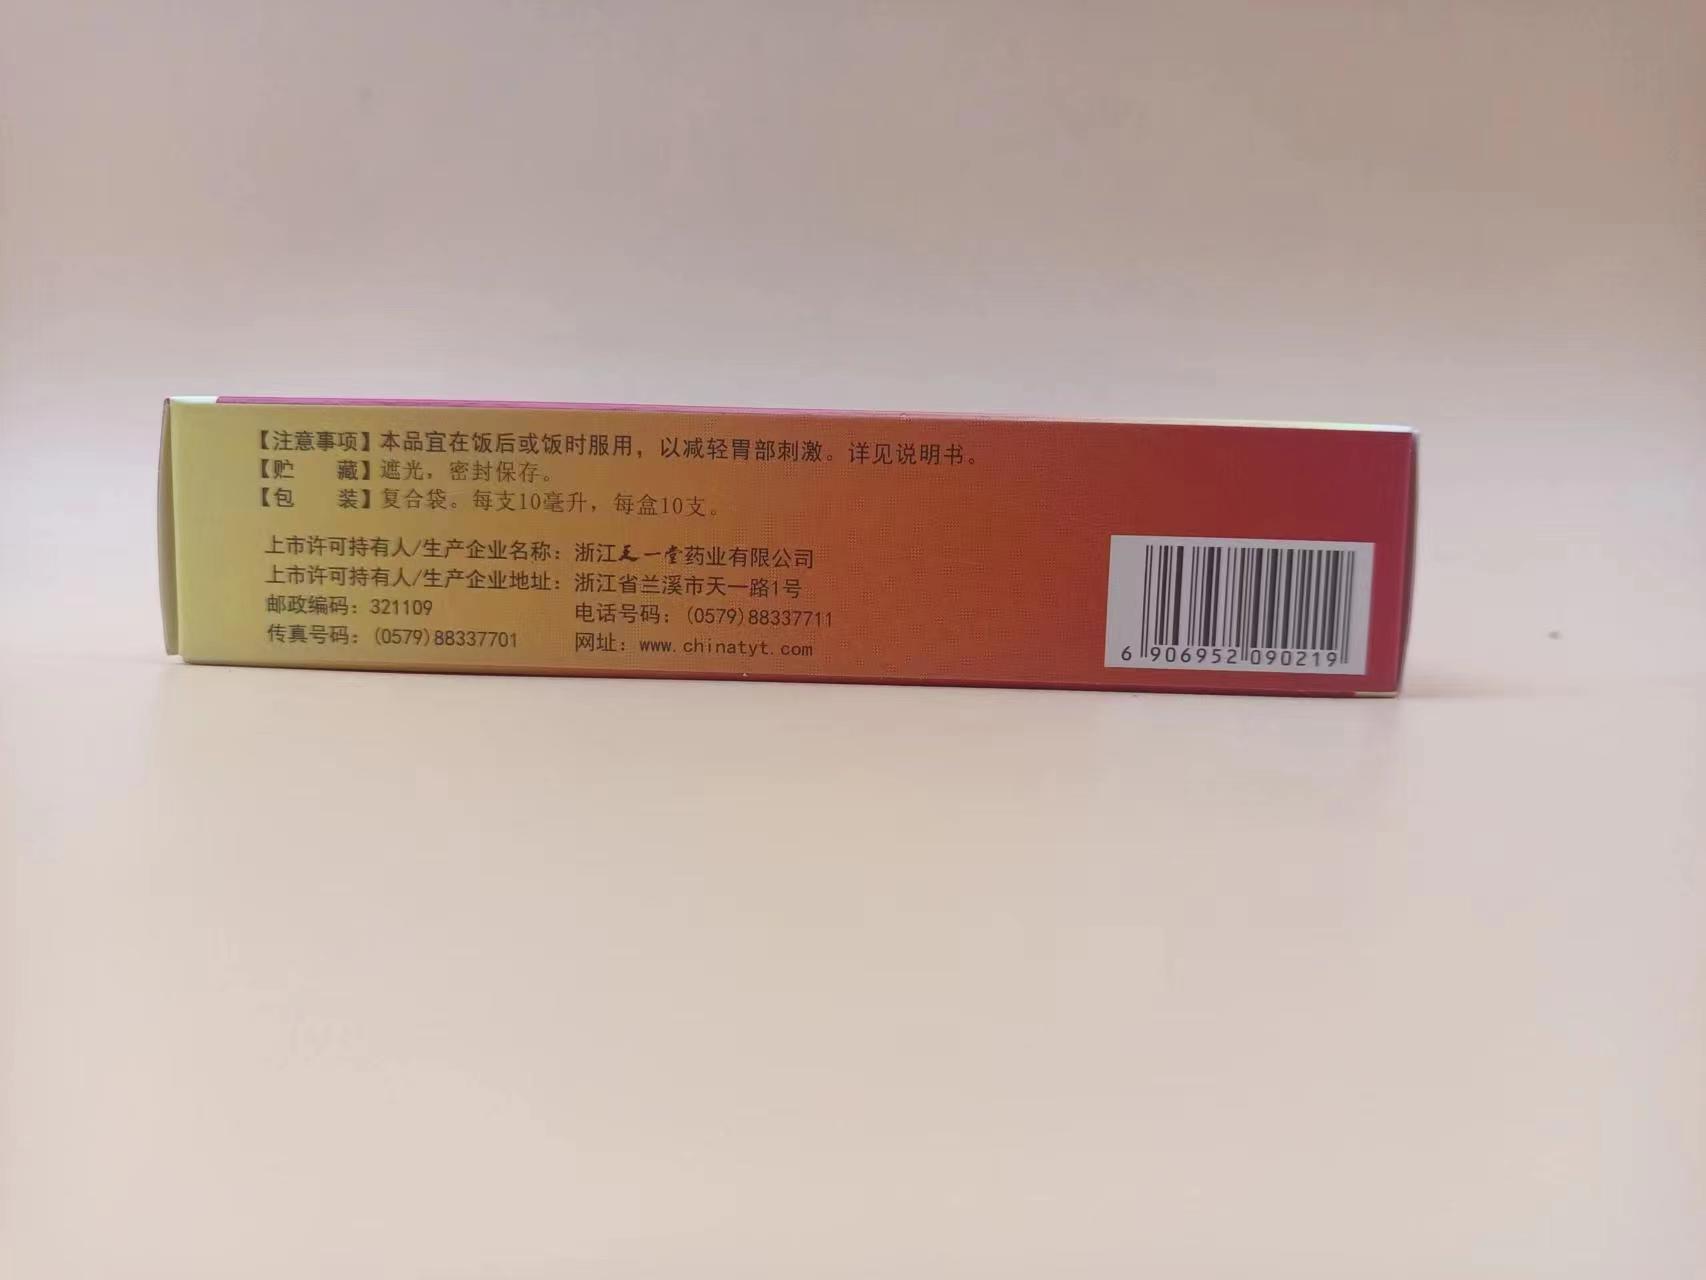 【注意事项】本品宜在饭后或饭时服用，以减轻胃部刺激。详见说明书。
【贮　　藏】遮光，密封保存。
【包　　装】复合袋。每支10毫升，每盒10支。
上市许可持有人/生产企业名称：浙江天一堂药业有限公司
上市许可持有人/生产企业地址：浙江省兰溪市天一路1号
邮政编码：321109　电话号码：(0579)88337711
传真号码：(0579)88337701　网址：www.chinatyt.com
6 906952 090219